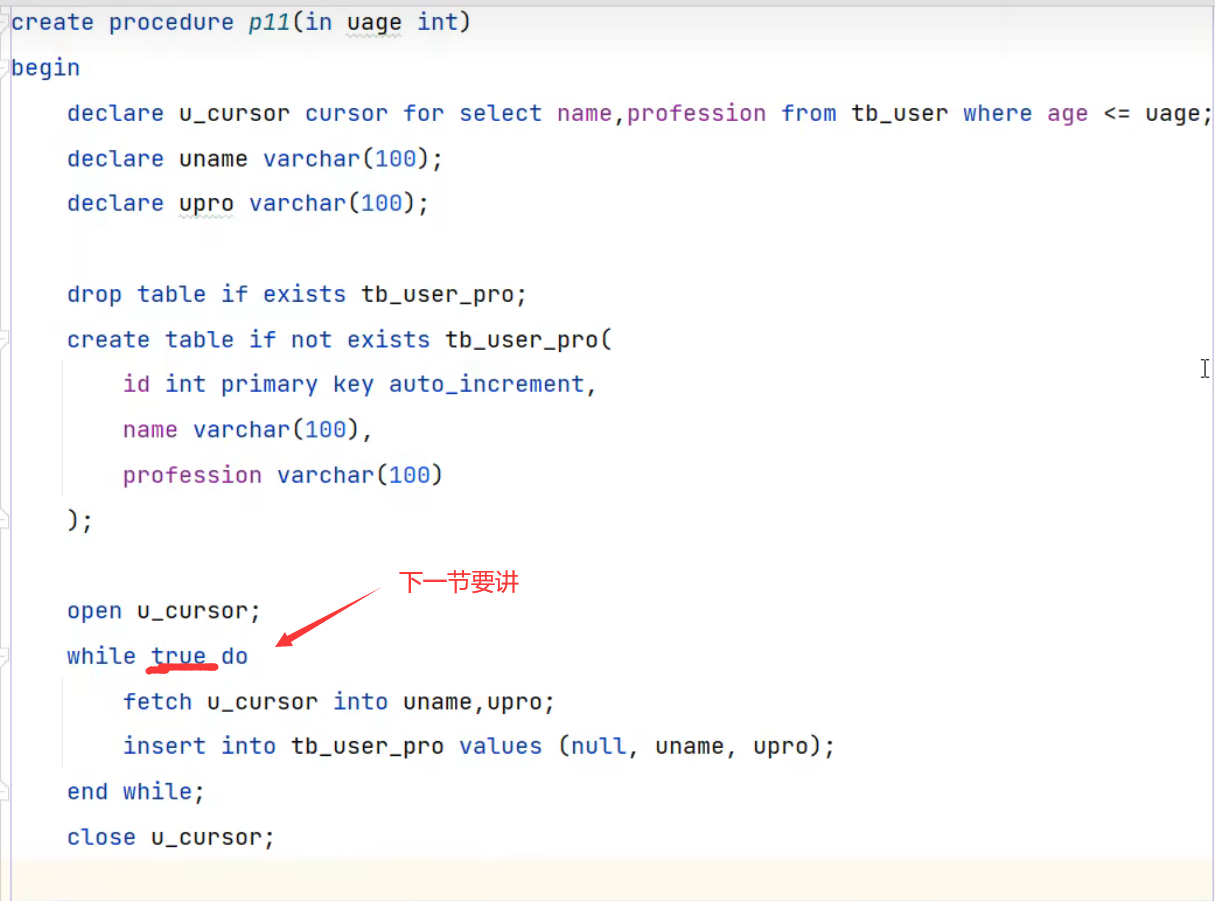 create procedure p11(in uage int)
begin
    declare u_cursor cursor for select name,profession from tb_user where age <= uage;
    declare uname varchar(100);
    declare upro varchar(100);
    drop table if exists tb_user_pro;
    create table if not exists tb_user_pro(
        id int primary key auto_increment,
        name varchar(100),
        profession varchar(100)
    );
下一节要讲
    open u_cursor;
    while true do
        fetch u_cursor into uname,upro;
        insert into tb_user_pro values (null, uname, upro);
    end while;
    close u_cursor;